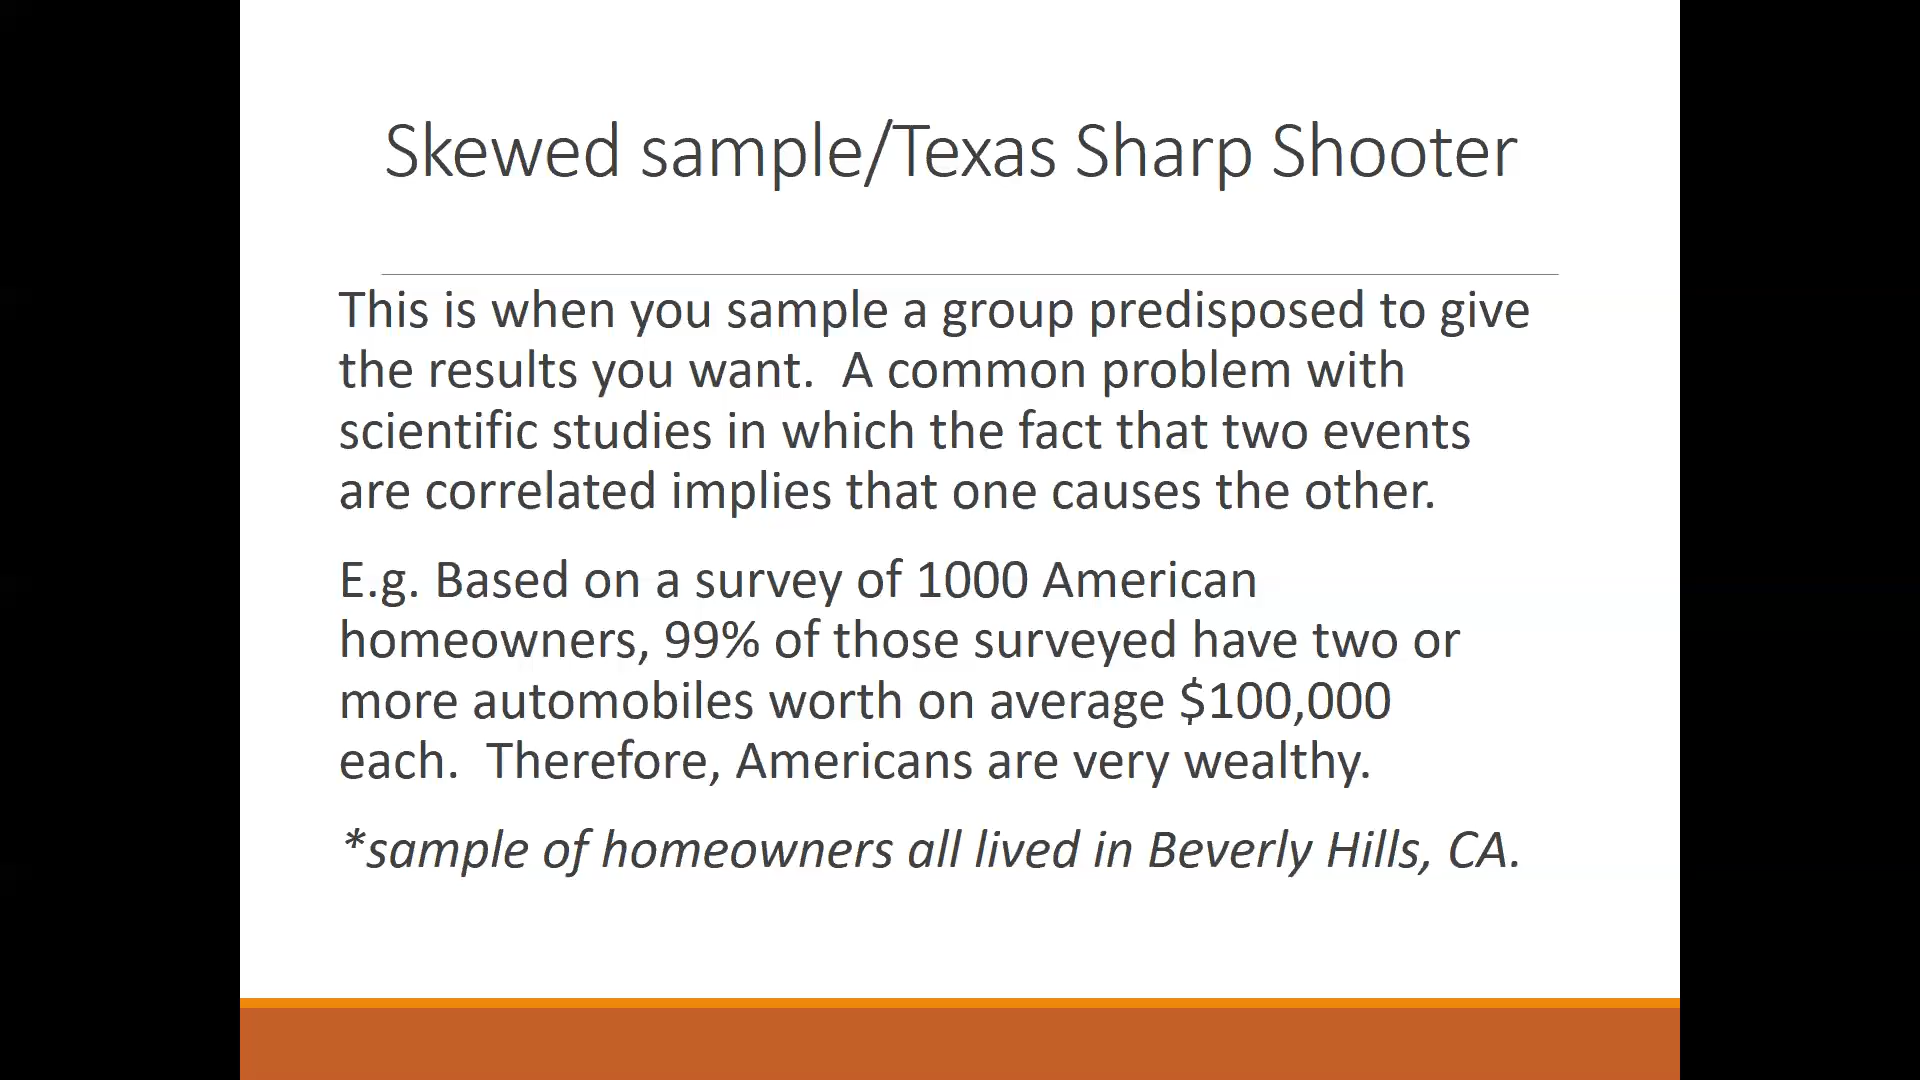 Skewed sample/Texas Sharp Shooter
This is when you sample a group predisposed to give
the results you want.  A common problem with
scientific studies in which the fact that two events
are correlated implies that one causes the other.
E.g. Based on a survey of 1000 American
homeowners, 99% of those surveyed have two or
more automobiles worth on average $100,000
each.  Therefore, Americans are very wealthy.
*sample of homeowners all lived in Beverly Hills, CA.